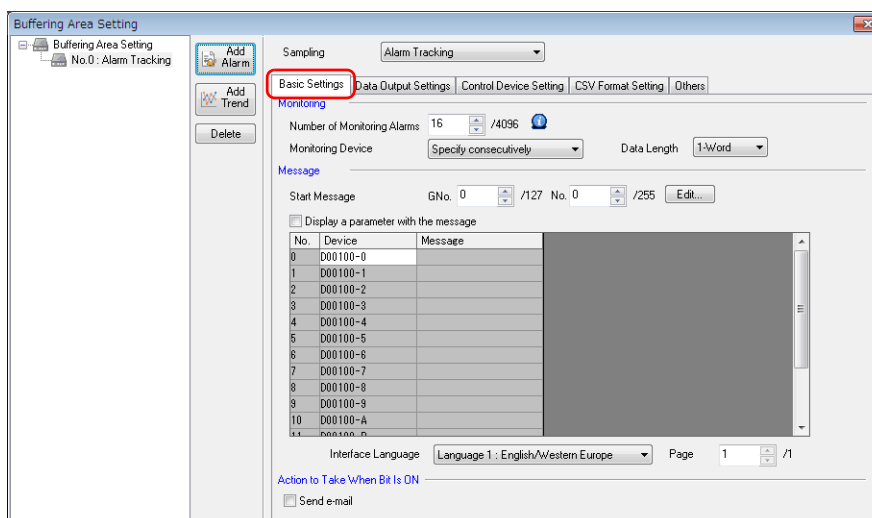 Buffering Area Setting
Buffering Area Setting
No.0 : Alarm Tracking
Add Alarm
Add Trend
Delete
Sampling Alarm Tracking
Basic Settings Data Output Settings Control Device Setting CSV Format Setting Others
Monitoring
Number of Monitoring Alarms 16 /4096
Monitoring Device Specify consecutively Data Length 1-Word
Message
Start Message GNo. 0 /127 No. 0 /255 Edit...
Display a parameter with the message
No. Device Message
0 D00100-0
1 D00100-1
2 D00100-2
3 D00100-3
4 D00100-4
5 D00100-5
6 D00100-6
7 D00100-7
8 D00100-8
9 D00100-9
10 D00100-A
Interface Language Language 1 : English/Western Europe Page 1 /1
Action to Take When Bit Is ON
Send e-mail